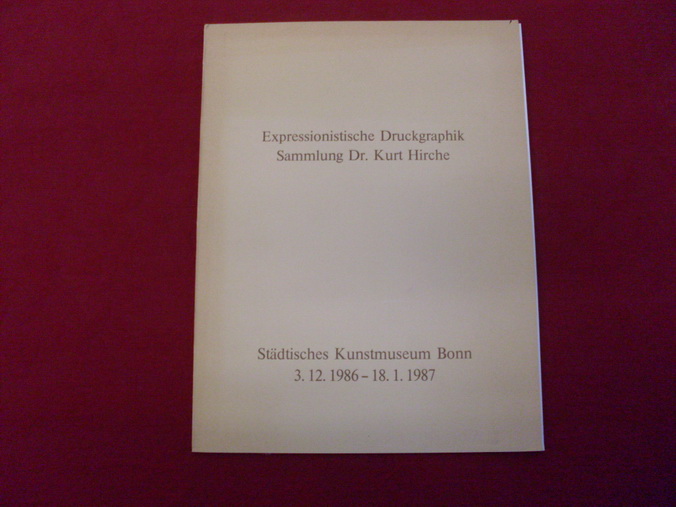 Expressionistische Druckgraphik
Sammlung Dr. Kurt Hirche
Städtisches Kunstmuseum Bonn
3. 12. 1986 – 18. 1. 1987